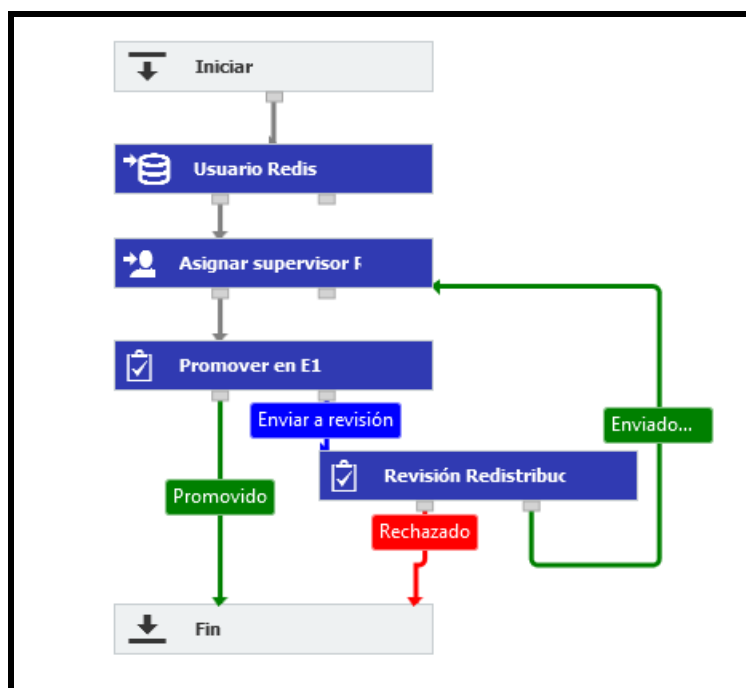 Iniciar
Usuario Redis
Asignar supervisor
Promover en E1
Enviar a revisión
Enviado...
Revisión Redistribuc
Promovido
Rechazado
Fin